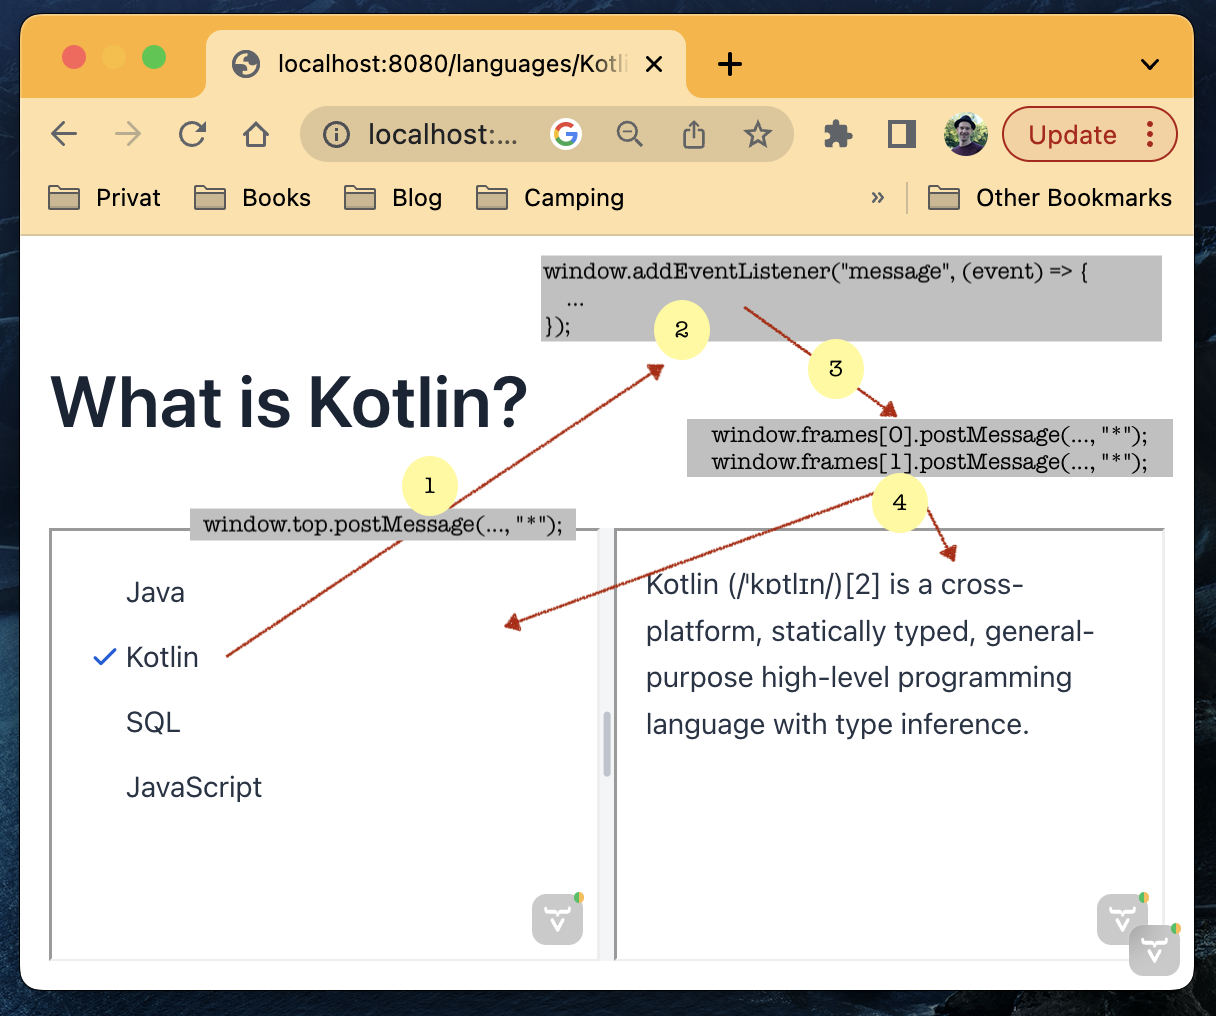 localhost:8080/languages/Kotli
localhost:...
Update
Privat
Books
Blog
Camping
»
Other Bookmarks
window.addEventListener("message", (event) => {
...
});
2
3
What is Kotlin?
window.frames[0].postMessage(..., "*");
window.frames[1].postMessage(..., "*");
1
4
window.top.postMessage(..., "*");
Java
Kotlin
SQL
JavaScript
Kotlin (/ˈkɒtlɪn/)[2] is a cross-
platform, statically typed, general-
purpose high-level programming
language with type inference.